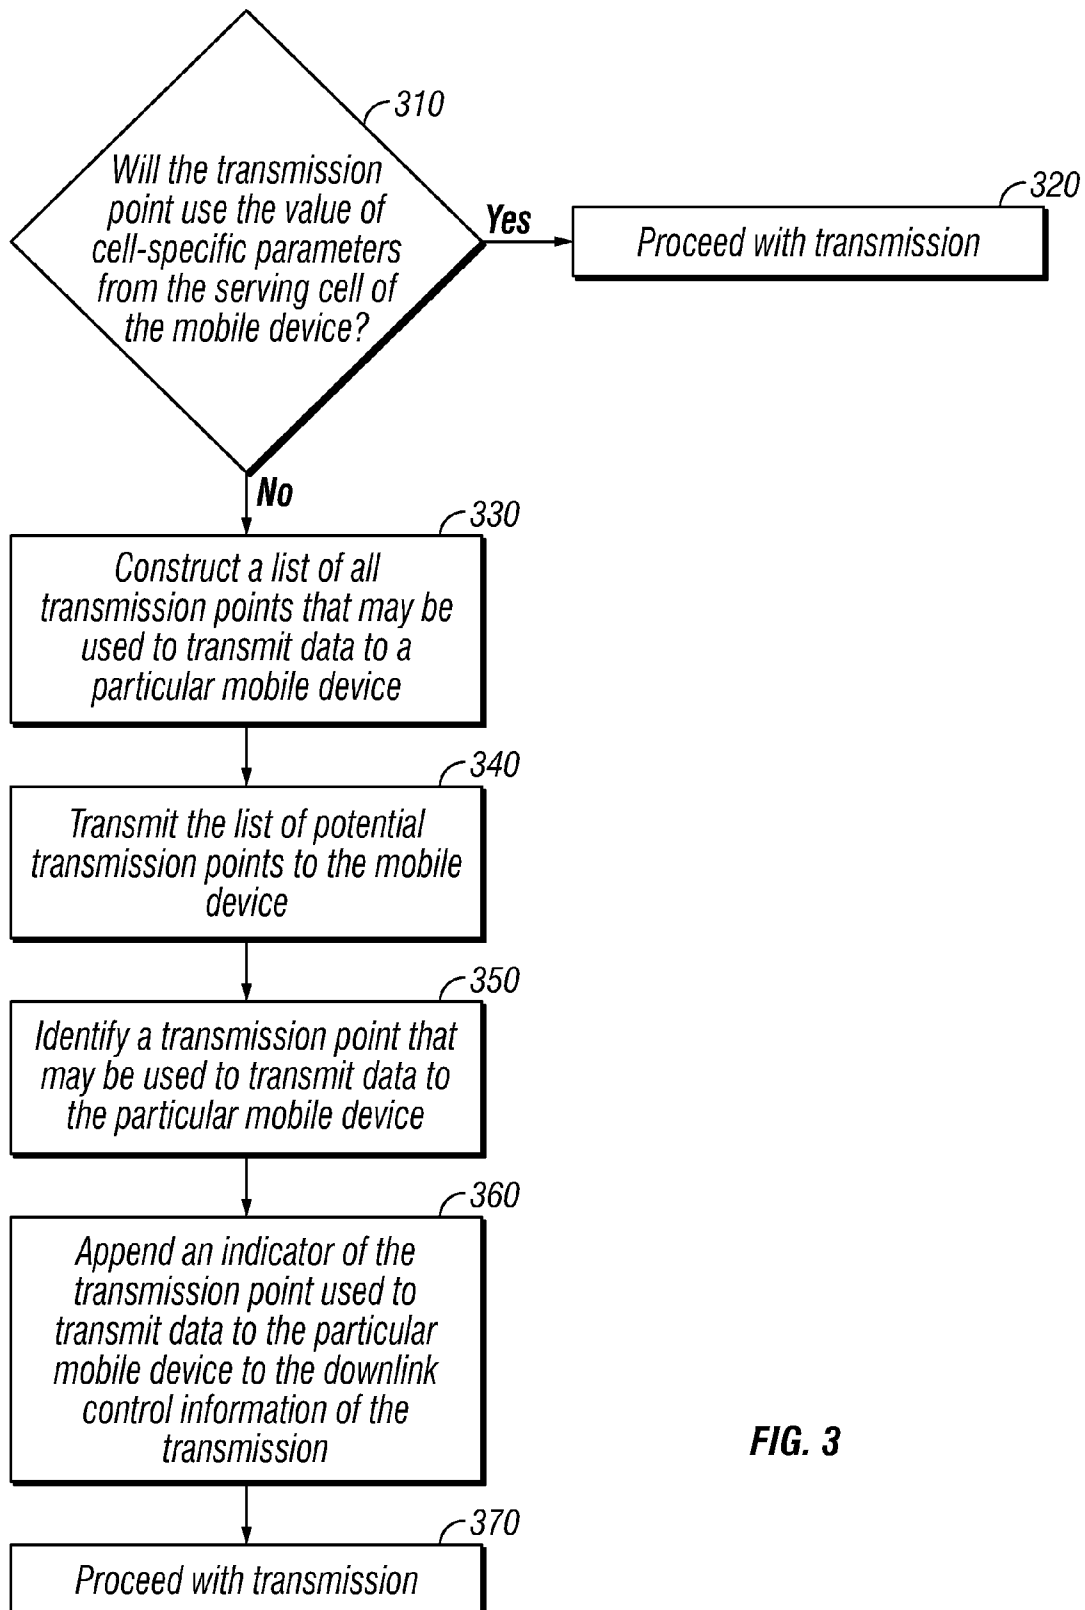 310
Will the transmission
point use the value of
cell-specific parameters
from the serving cell of
the mobile device?
Yes
320
Proceed with transmission
No
330
Construct a list of all
transmission points that may be
used to transmit data to a
particular mobile device
340
Transmit the list of potential
transmission points to the mobile
device
350
Identify a transmission point that
may be used to transmit data to
the particular mobile device
360
Append an indicator of the
transmission point used to
transmit data to the particular
mobile device to the downlink
control information of the
transmission
FIG. 3
370
Proceed with transmission